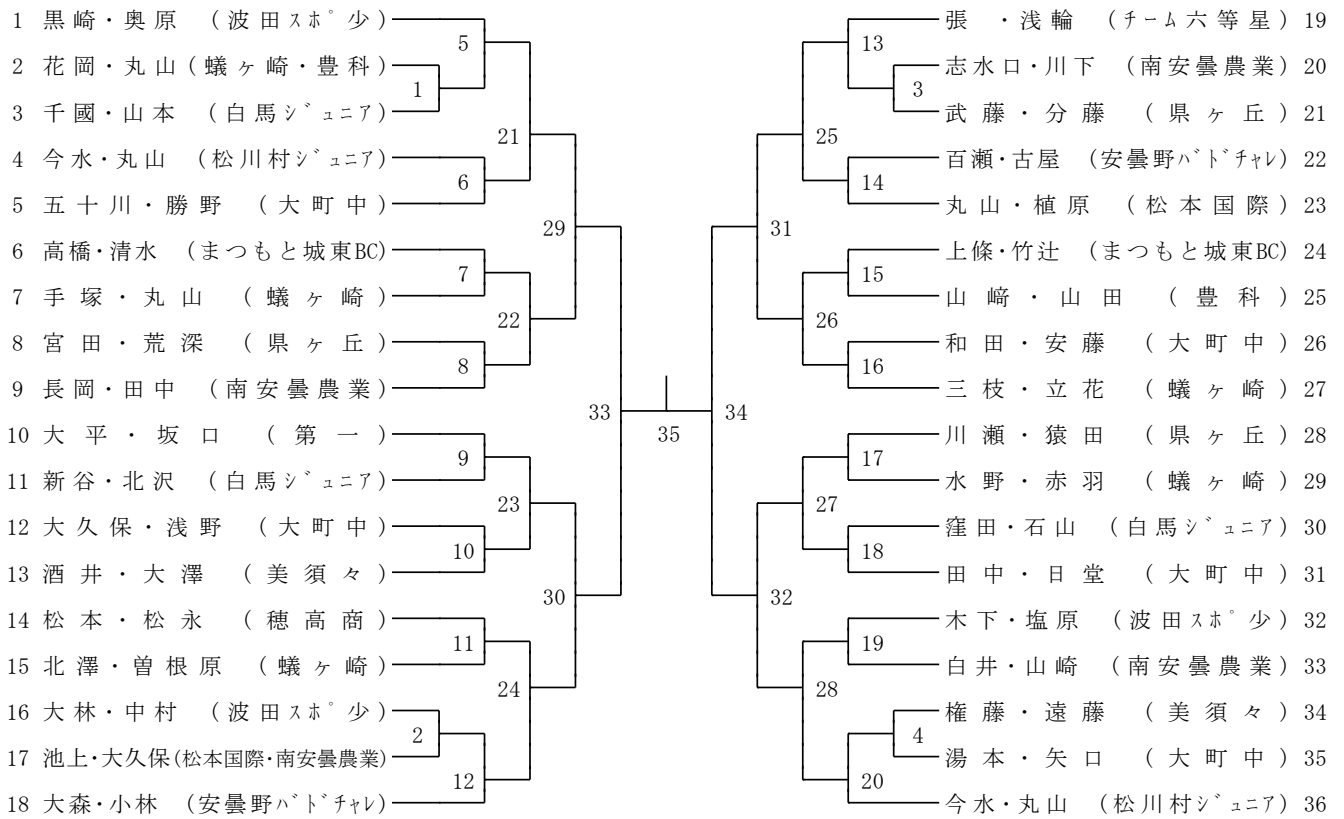 1 黒崎・奥原 (波田スポ少)
2 花岡・丸山(蟻ヶ崎・豊科)
3 千國・山本 (白馬ジュニア)
4 今水・丸山 (松川村ジュニア)
5 五十川・勝野 (大町中)
6 高橋・清水 (まつもと城東BC)
7 手塚・丸山 (蟻ヶ崎)
8 宮田・荒深 (県ヶ丘)
9 長岡・田中 (南安曇農業)
10 大平・坂口 (第一)
11 新谷・北沢 (白馬ジュニア)
12 大久保・浅野 (大町中)
13 酒井・大澤 (美須々)
14 松本・松永 (穂高商)
15 北澤・曽根原 (蟻ヶ崎)
16 大林・中村 (波田スポ少)
17 池上・大久保(松本国際・南安曇農業)
18 大森・小林 (安曇野バドチャレ)
5
1
21
6
29
7
22
8
33
9
23
10
30
11
24
2
12
35
34
13
3
25
14
31
15
26
16
17
27
18
32
19
28
4
20
張 ・浅輪 (チーム六等星) 19
志水口・川下 (南安曇農業) 20
武藤・分藤 (県ヶ丘) 21
百瀬・古屋 (安曇野バドチャレ) 22
丸山・植原 (松本国際) 23
上條・竹辻 (まつもと城東BC) 24
山﨑・山田 (豊科) 25
和田・安藤 (大町中) 26
三枝・立花 (蟻ヶ崎) 27
川瀬・猿田 (県ヶ丘) 28
水野・赤羽 (蟻ヶ崎) 29
窪田・石山 (白馬ジュニア) 30
田中・日堂 (大町中) 31
木下・塩原 (波田スポ少) 32
白井・山崎 (南安曇農業) 33
権藤・遠藤 (美須々) 34
湯本・矢口 (大町中) 35
今水・丸山 (松川村ジュニア) 36